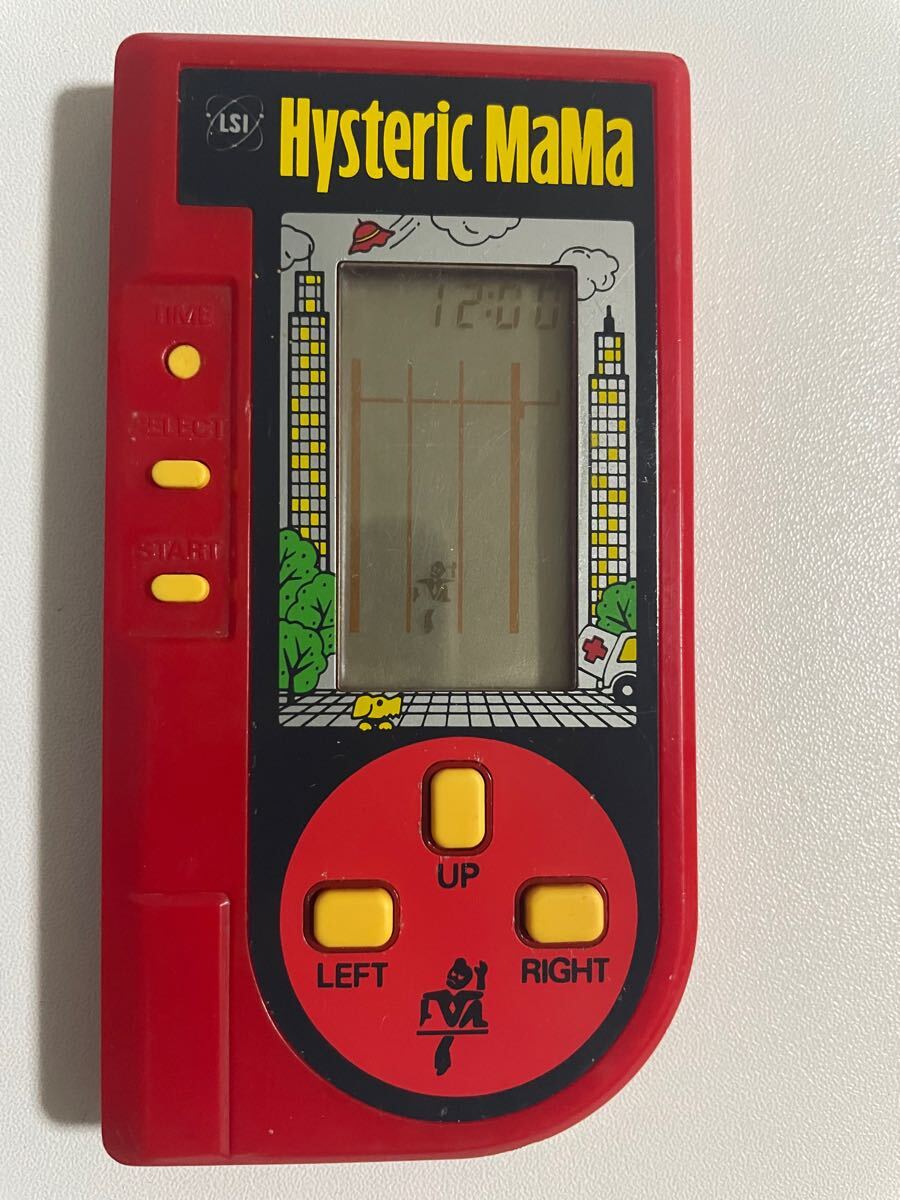 LSI
Hysteric MaMa
12:00
TIME
SELECT
START
UP
LEFT
RIGHT